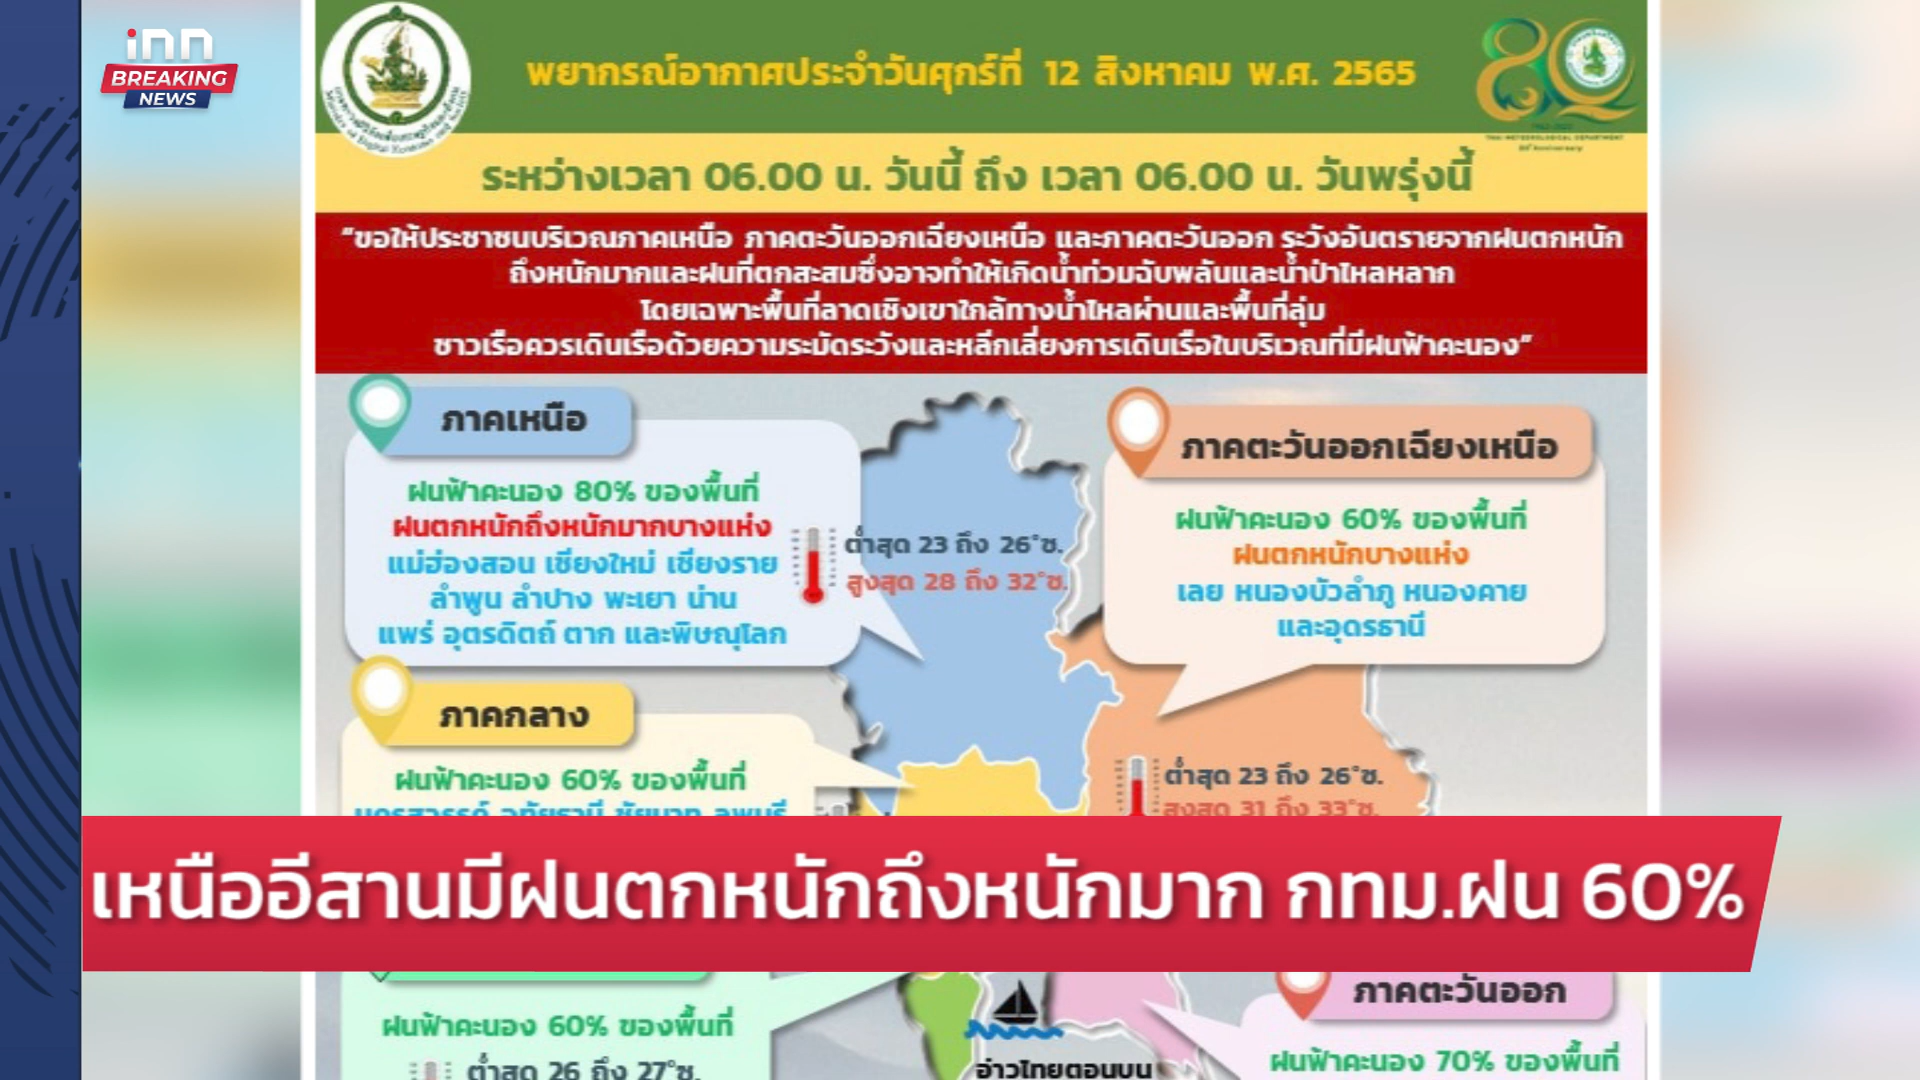 inn
BREAKING
NEWS
พยากรณ์อากาศประจำวันศุกร์ที่ 12 สิงหาคม พ.ศ. 2565
ระหว่างเวลา 06.00 น. วันนี้ ถึง เวลา 06.00 น. วันพรุ่งนี้
"ขอให้ประชาชนบริเวณภาคเหนือ ภาคตะวันออกเฉียงเหนือ และภาคตะวันออก ระวังอันตรายจากฝนตกหนัก
ถึงหนักมากและฝนที่ตกสะสมซึ่งอาจทำให้เกิดน้ำท่วมฉับพลันและน้ำป่าไหลหลาก
โดยเฉพาะพื้นที่ลาดเชิงเขาใกล้ทางน้ำไหลผ่านและพื้นที่ลุ่ม
ชาวเรือควรเดินเรือด้วยความระมัดระวังและหลีกเลี่ยงการเดินเรือในบริเวณที่มีฝนฟ้าคะนอง"
ภาคเหนือ
ฝนฟ้าคะนอง 80% ของพื้นที่
ฝนตกหนักถึงหนักมากบางแห่ง
แม่ฮ่องสอน เชียงใหม่ เชียงราย
ลำพูน ลำปาง พะเยา น่าน
แพร่ อุตรดิตถ์ ตาก และพิษณุโลก
ต่ำสุด 23 ถึง 26°ซ.
สูงสุด 28 ถึง 32°ซ.
ภาคตะวันออกเฉียงเหนือ
ฝนฟ้าคะนอง 60% ของพื้นที่
ฝนตกหนักบางแห่ง
เลย หนองบัวลำภู หนองคาย
และอุดรธานี
ต่ำสุด 23 ถึง 26°ซ.
สูงสุด 31 ถึง 33°ซ.
ภาคกลาง
ฝนฟ้าคะนอง 60% ของพื้นที่
นครสวรรค์ อุทัยธานี ชัยนาท ลพบุรี
เหนืออีสานมีฝนตกหนักถึงหนักมาก กทม.ฝน 60%
ฝนฟ้าคะนอง 60% ของพื้นที่
ต่ำสุด 26 ถึง 27°ซ.
อ่าวไทยตอนบน
ภาคตะวันออก
ฝนฟ้าคะนอง 70% ของพื้นที่